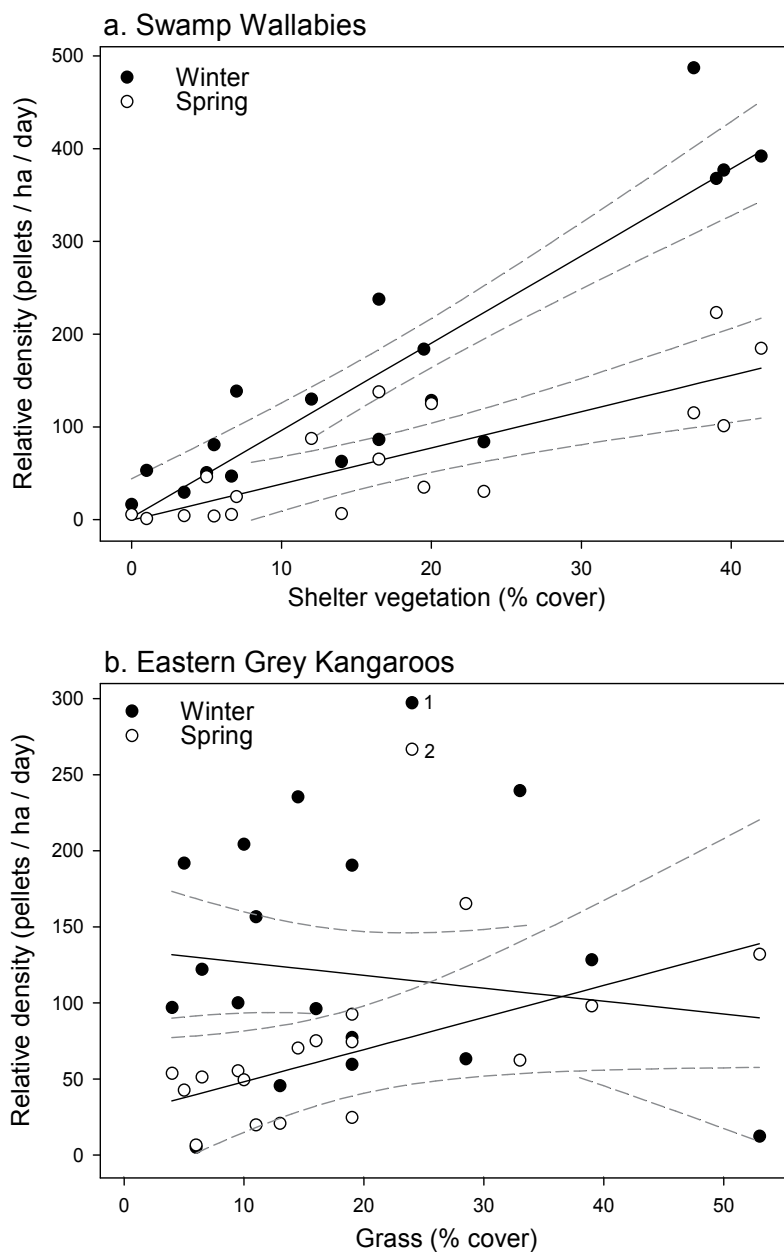 a. Swamp Wallabies
500
400
300
200
100
0
Winter
Spring
Relative density (pellets / ha / day)
0 10 20 30 40
Shelter vegetation (% cover)
b. Eastern Grey Kangaroos
300
250
200
150
100
50
0
Winter
Spring
1
2
Relative density (pellets / ha / day)
0 10 20 30 40 50
Grass (% cover)